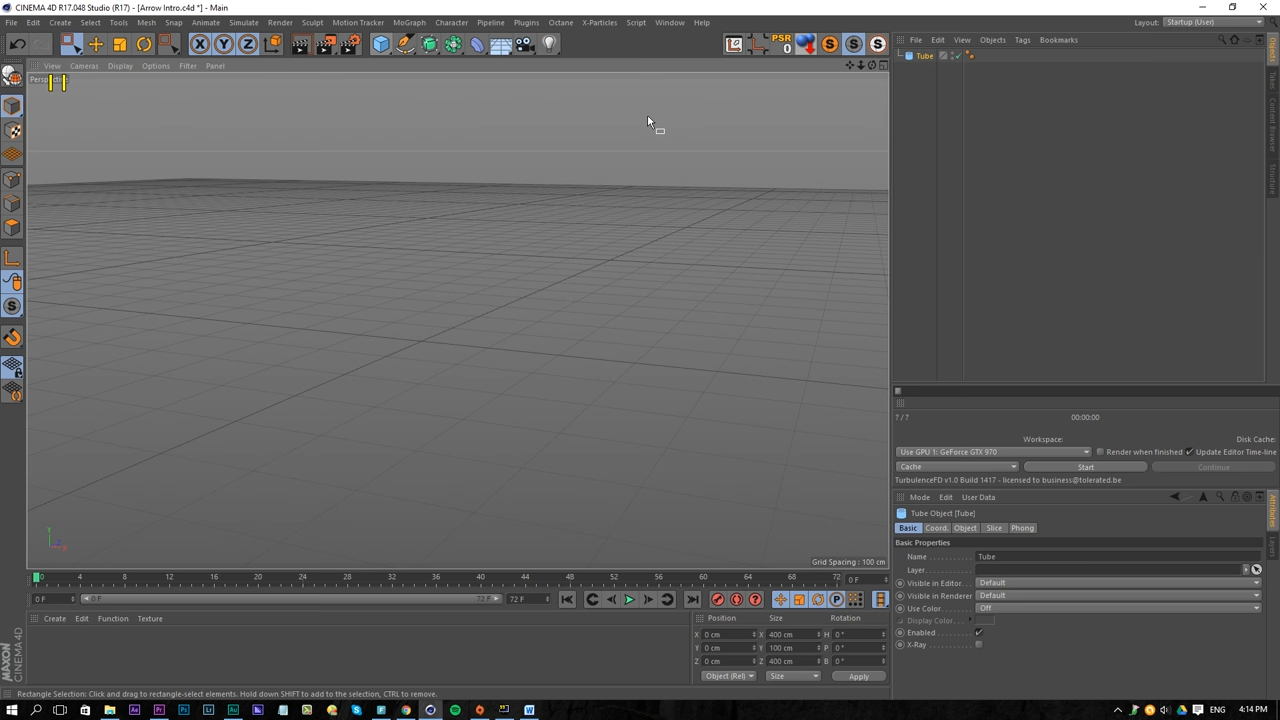 CINEMA 4D R17.048 Studio (R17) - [Arrow Intro.c4d *] - Main
File Edit Create Select Tools Mesh Snap Animate Simulate Render Sculpt Motion Tracker MoGraph Character Pipeline Plugins Octane X-Particles Script Window Help
Layout: Startup (User)
PSR
0
File Edit View Objects Tags Bookmarks
Tube
View Cameras Display Options Filter Panel
Grid Spacing : 100 cm
Objects
Takes
Content Browser
Structure
? / ? 00:00:00
Workspace: Disk Cache:
Use GPU 1: GeForce GTX 970 Render when finished Update Editor Time-line
Cache Start Continue
TurbulenceFD v1.0 Build 1417 - licensed to business@tolerated.be
Mode Edit User Data
Tube Object [Tube]
Basic Coord. Object Slice Phong
Basic Properties
Name Tube
Layer
Visible in Editor Default
Visible in Renderer Default
Use Color Off
Display Color
Enabled
X-Ray
Attributes
Layers
0 4 8 12 16 20 24 28 32 36 40 44 48 52 56 60 64 68 72 0 F
0 F 0 F 72 F 72 F
Create Edit Function Texture
Position Size Rotation
X 0 cm X 400 cm H 0 °
Y 0 cm Y 100 cm P 0 °
Z 0 cm Z 400 cm B 0 °
Object (Rel) Size Apply
MAXON
CINEMA 4D
Rectangle Selection: Click and drag to rectangle-select elements. Hold down SHIFT to add to the selection, CTRL to remove.
ENG 4:14 PM